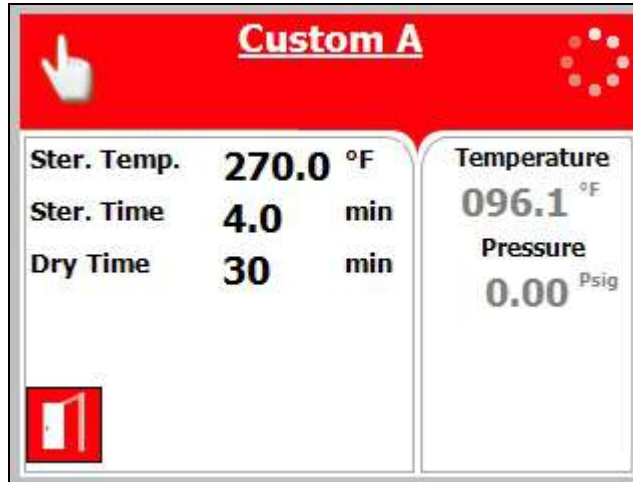 Custom A
Ster. Temp. 270.0 °F
Ster. Time 4.0 min
Dry Time 30 min
Temperature
096.1 °F
Pressure
0.00 Psig